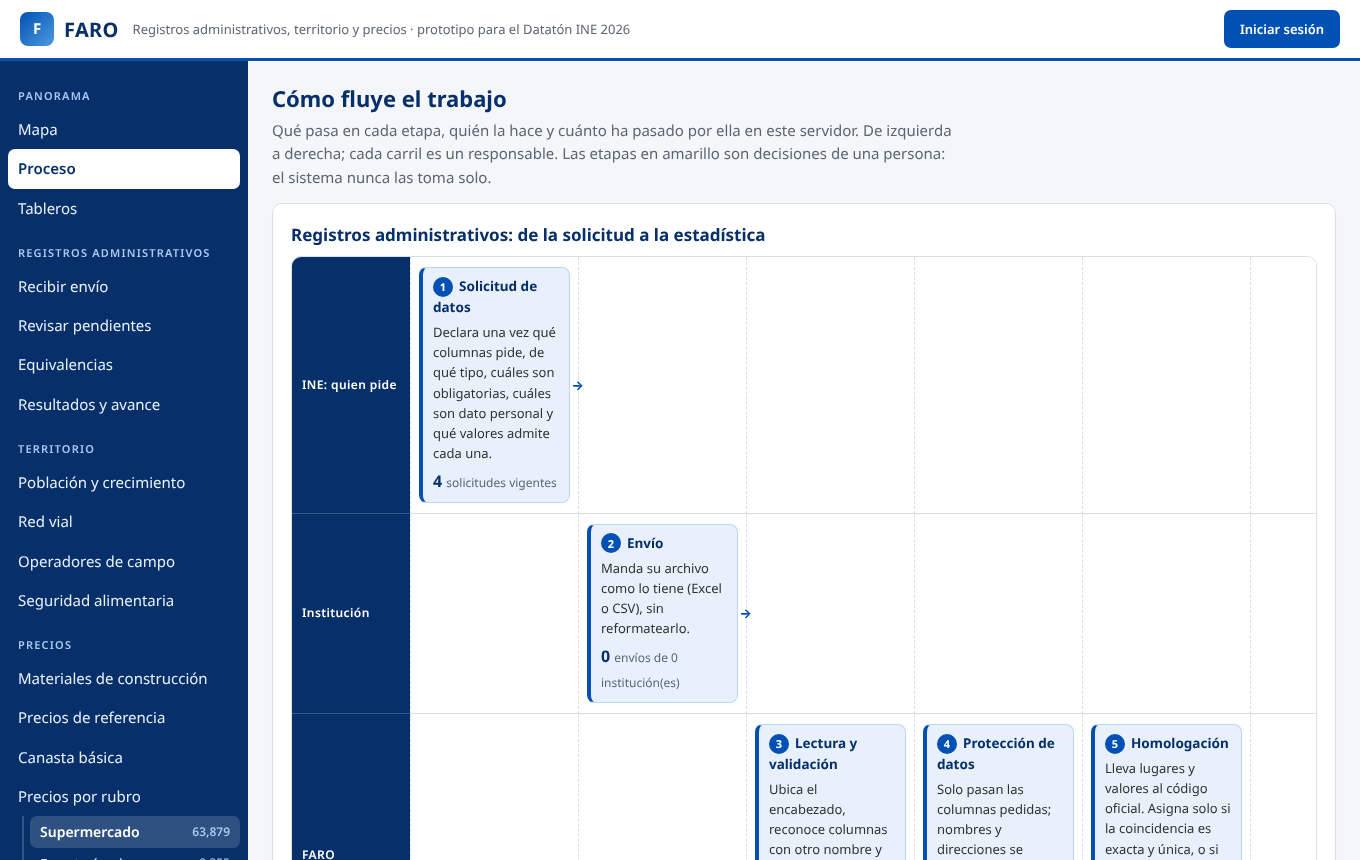 F
FARO
Registros administrativos, territorio y precios · prototipo para el Datatón INE 2026
Iniciar sesión
PANORAMA
Mapa
Proceso
Tableros
REGISTROS ADMINISTRATIVOS
Recibir envío
Revisar pendientes
Equivalencias
Resultados y avance
TERRITORIO
Población y crecimiento
Red vial
Operadores de campo
Seguridad alimentaria
PRECIOS
Materiales de construcción
Precios de referencia
Canasta básica
Precios por rubro
Supermercado 63,879
Cómo fluye el trabajo
Qué pasa en cada etapa, quién la hace y cuánto ha pasado por ella en este servidor. De izquierda
a derecha; cada carril es un responsable. Las etapas en amarillo son decisiones de una persona:
el sistema nunca las toma solo.
Registros administrativos: de la solicitud a la estadística
INE: quien pide
1 Solicitud de
datos
Declara una vez qué
columnas pide, de
qué tipo, cuáles son
obligatorias, cuáles
son dato personal y
qué valores admite
cada una.
4 solicitudes vigentes
→
Institución
2 Envío
Manda su archivo
como lo tiene (Excel
o CSV), sin
reformatearlo.
0 envíos de 0
institución(es)
→
FARO
3 Lectura y
validación
Ubica el
encabezado,
reconoce columnas
con otro nombre y
4 Protección de
datos
Solo pasan las
columnas pedidas;
nombres y
direcciones se
5 Homologación
Lleva lugares y
valores al código
oficial. Asigna solo si
la coincidencia es
exacta y única, o si